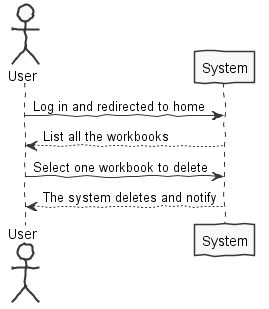 User
System
Log in and redirected to home
List all the workbooks
Select one workbook to delete
The system deletes and notify
User
System